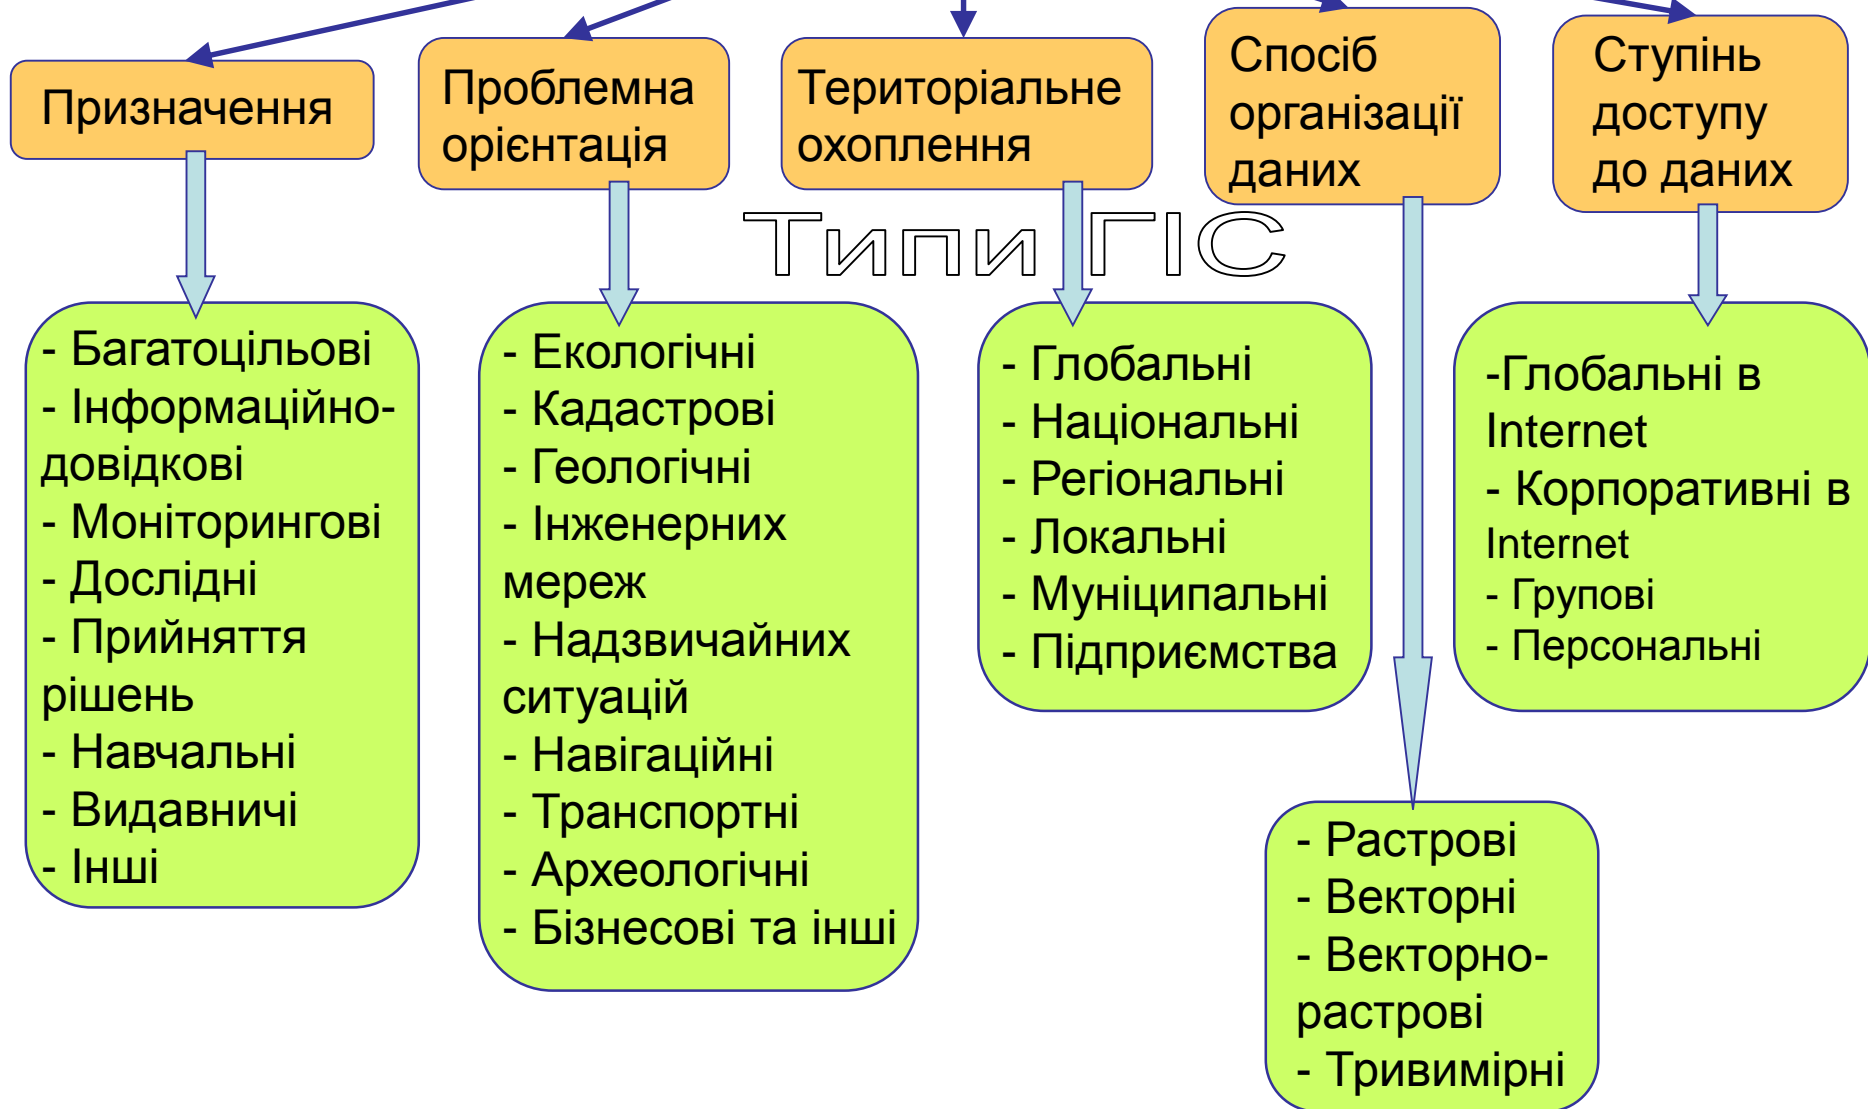 Призначення
Проблемна
орієнтація
Територіальне
охоплення
Спосіб
організації
даних
Ступінь
доступу
до даних
Типи ГІС
- Багатоцільові
- Інформаційно-
довідкові
- Моніторингові
- Дослідні
- Прийняття
рішень
- Навчальні
- Видавничі
- Інші
- Екологічні
- Кадастрові
- Геологічні
- Інженерних
мереж
- Надзвичайних
ситуацій
- Навігаційні
- Транспортні
- Археологічні
- Бізнесові та інші
- Глобальні
- Національні
- Регіональні
- Локальні
- Муніципальні
- Підприємства
- Растрові
- Векторні
- Векторно-
растрові
- Тривимірні
-Глобальні в
Internet
- Корпоративні в
Internet
- Групові
- Персональні